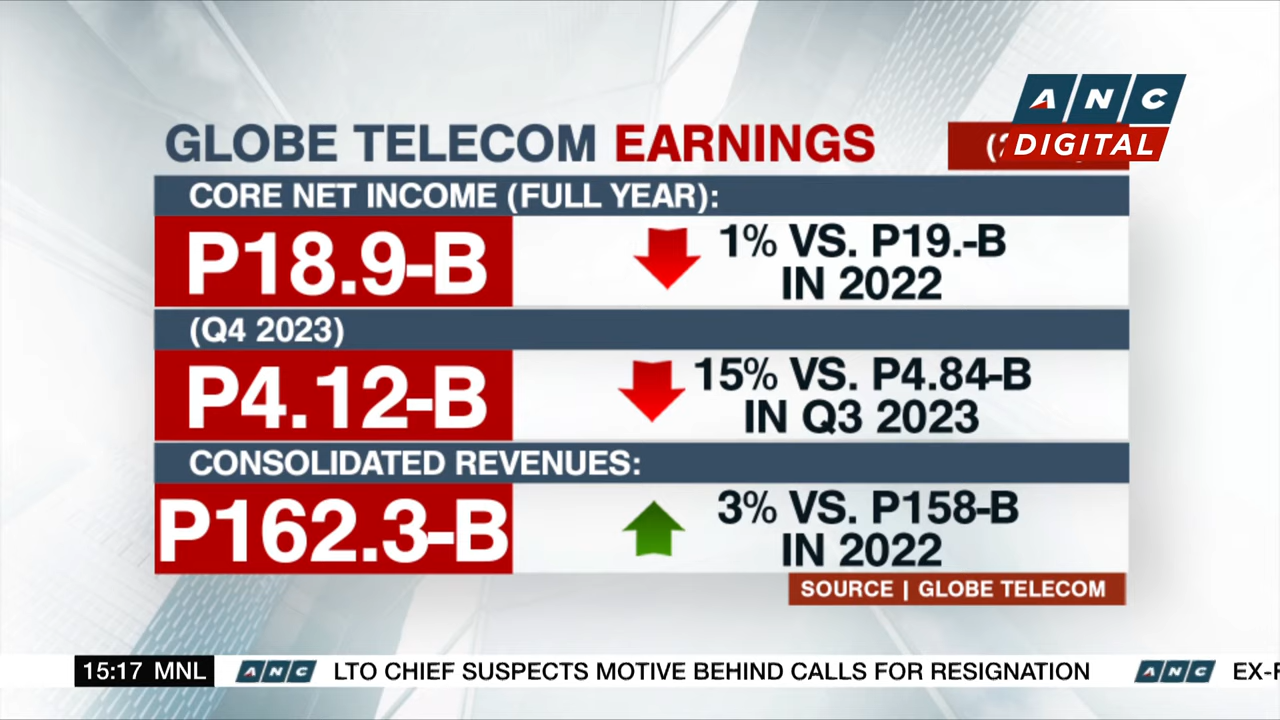 ANC
DIGITAL
GLOBE TELECOM EARNINGS
CORE NET INCOME (FULL YEAR):
P18.9-B
1% VS. P19.-B
IN 2022
(Q4 2023)
P4.12-B
15% VS. P4.84-B
IN Q3 2023
CONSOLIDATED REVENUES:
P162.3-B
3% VS. P158-B
IN 2022
SOURCE | GLOBE TELECOM
15:17 MNL ANC LTO CHIEF SUSPECTS MOTIVE BEHIND CALLS FOR RESIGNATION ANC